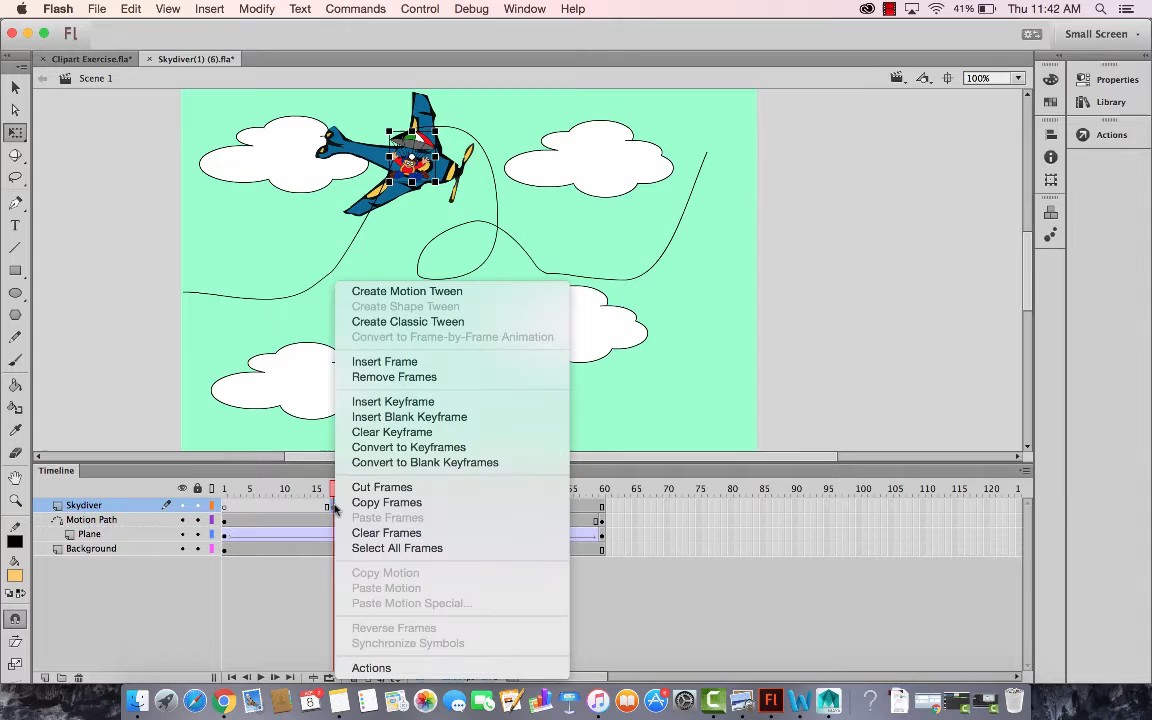 Flash File Edit View Insert Modify Text Commands Control Debug Window Help 41% Thu 11:42 AM
Fl Small Screen
× Clipart Exercise.fla* × Skydiver(1) (6).fla*
Scene 1 100%
Properties
Library
Actions
Create Motion Tween
Create Shape Tween
Create Classic Tween
Convert to Frame-by-Frame Animation
Insert Frame
Remove Frames
Insert Keyframe
Insert Blank Keyframe
Clear Keyframe
Convert to Keyframes
Convert to Blank Keyframes
Cut Frames
Copy Frames
Paste Frames
Clear Frames
Select All Frames
Copy Motion
Paste Motion
Paste Motion Special...
Reverse Frames
Synchronize Symbols
Actions
Timeline
1 5 10 15 60 65 70 75 80 85 90 95 100 105 110 115 120 125 13
Skydiver
Motion Path
Plane
Background